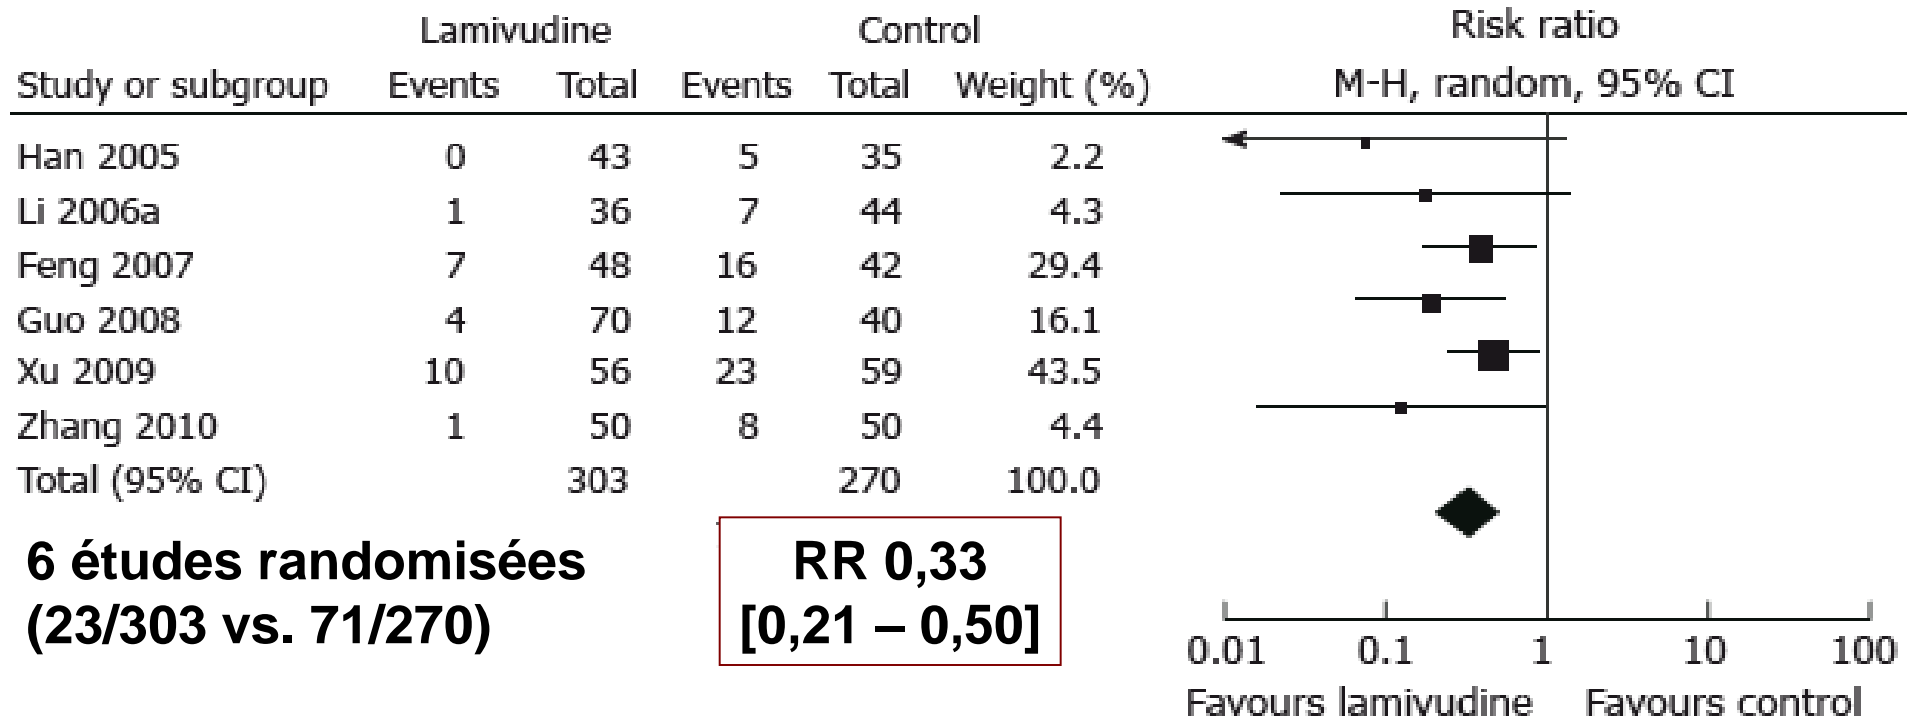 Lamivudine Control Risk ratio
Study or subgroup Events Total Events Total Weight (%) M-H, random, 95% CI
Han 2005 0 43 5 35 2.2
Li 2006a 1 36 7 44 4.3
Feng 2007 7 48 16 42 29.4
Guo 2008 4 70 12 40 16.1
Xu 2009 10 56 23 59 43.5
Zhang 2010 1 50 8 50 4.4
Total (95% CI) 303 270 100.0
6 études randomisées
(23/303 vs. 71/270)
RR 0,33
[0,21 – 0,50]
0.01 0.1 1 10 100
Favours lamivudine Favours control